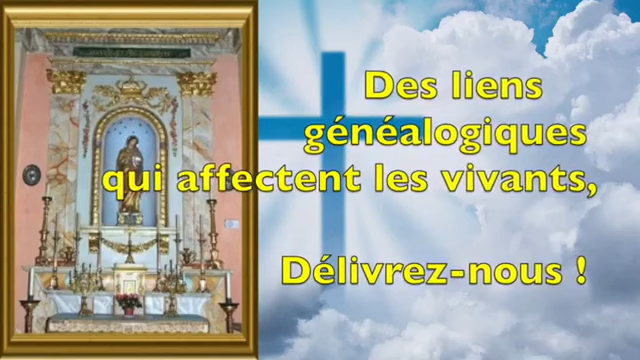 Des liens
généalogiques
qui affectent les vivants,
Délivrez-nous !